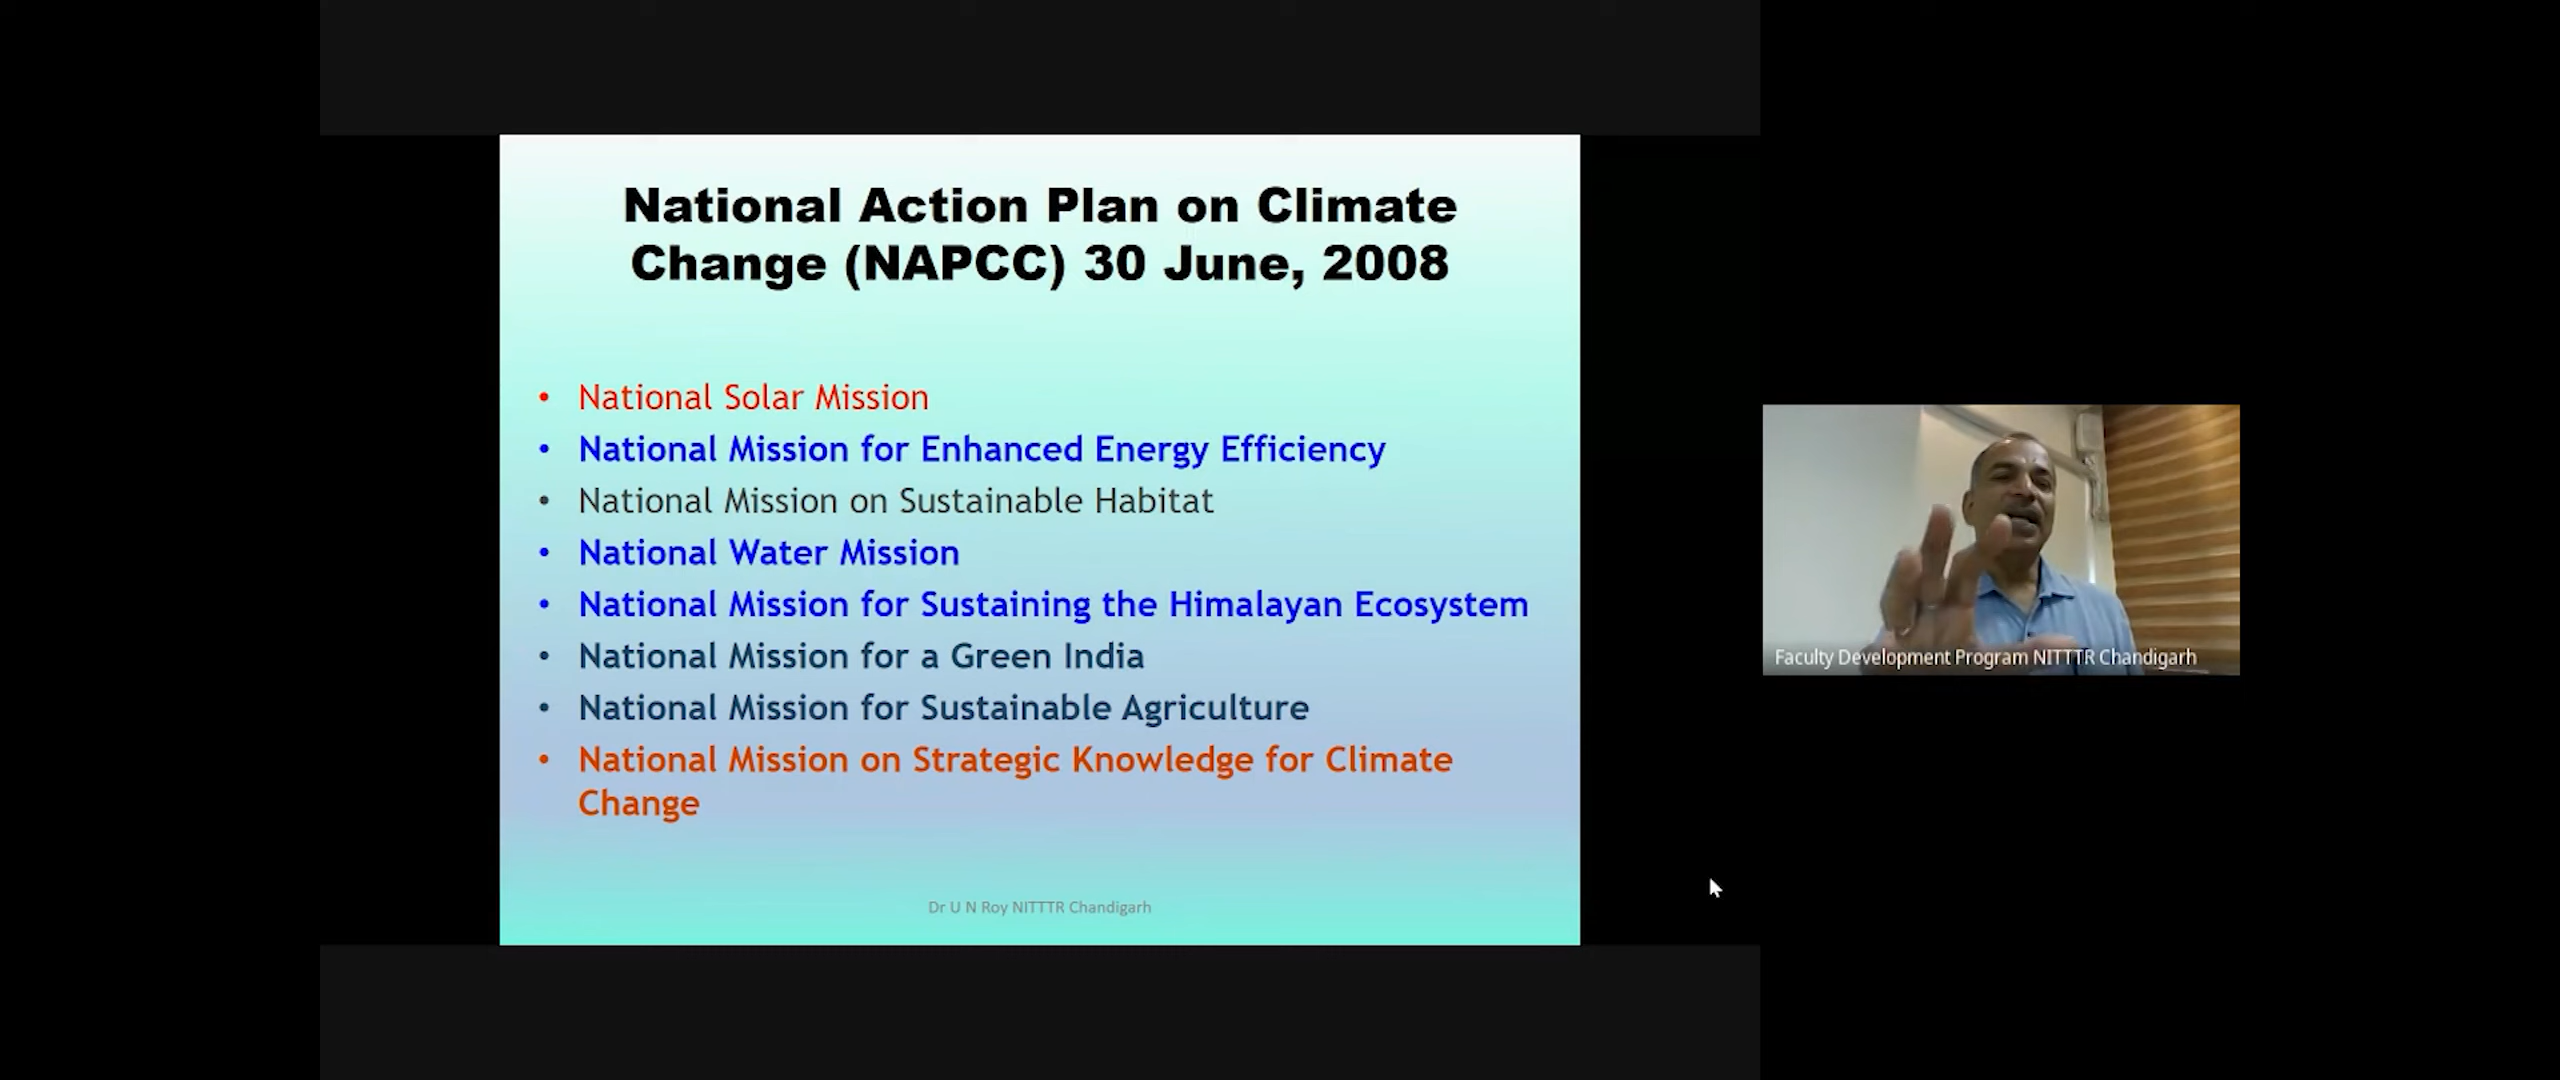 National Action Plan on Climate
Change (NAPCC) 30 June, 2008
• National Solar Mission
• National Mission for Enhanced Energy Efficiency
• National Mission on Sustainable Habitat
• National Water Mission
• National Mission for Sustaining the Himalayan Ecosystem
• National Mission for a Green India
• National Mission for Sustainable Agriculture
• National Mission on Strategic Knowledge for Climate
Change
Dr U N Roy NITTTR Chandigarh
Faculty Development Program NITTTR Chandigarh